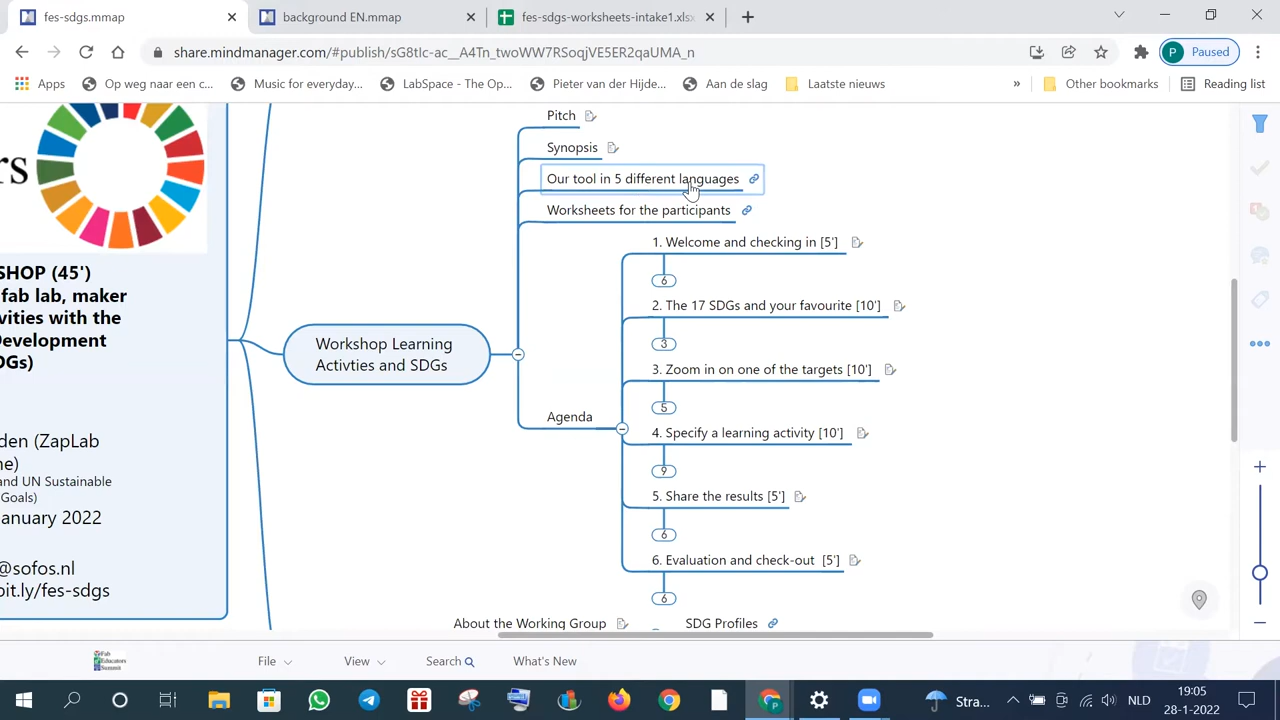 fes-sdgs.mmap
background EN.mmap
fes-sdgs-worksheets-intake1.xlsx
share.mindmanager.com/#publish/sG8tIc-ac__A4Tn_twoWW7RSoqjVE5ER2qaUMA_n
P
Paused
Apps
Op weg naar een c...
Music for everyday...
LabSpace - The Op...
Pieter van der Hijde...
Aan de slag
Laatste nieuws
»
Other bookmarks
Reading list
rs
SHOP (45')
fab lab, maker
vities with the
Development
DGs)
den (ZapLab
ne)
and UN Sustainable
Goals)
January 2022
@sofos.nl
bit.ly/fes-sdgs
Workshop Learning
Activties and SDGs
Pitch
Synopsis
Our tool in 5 different languages
Worksheets for the participants
Agenda
1. Welcome and checking in [5']
6
2. The 17 SDGs and your favourite [10']
3
3. Zoom in on one of the targets [10']
5
4. Specify a learning activity [10']
9
5. Share the results [5']
6
6. Evaluation and check-out [5']
6
About the Working Group
SDG Profiles
Fab
Educators
Summit
File
View
Search
What's New
Stra...
NLD
19:05
28-1-2022